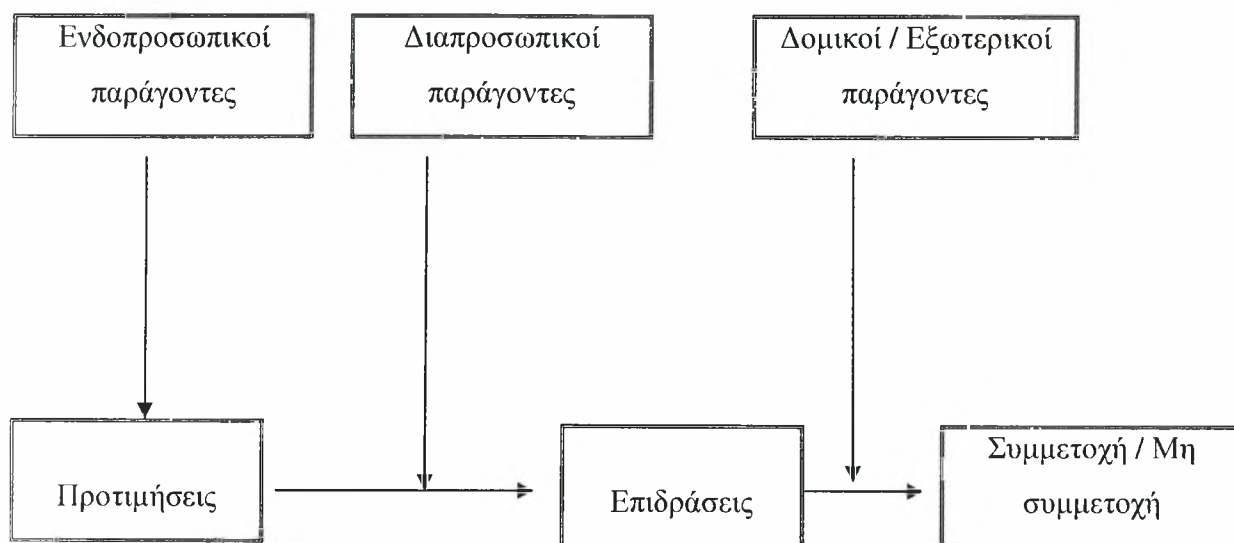 Ενδοπροσωπικοί
παράγοντες
Διαπροσωπικοί
παράγοντες
Δομικοί / Εξωτερικοί
παράγοντες
Προτιμήσεις
Επιδράσεις
Συμμετοχή / Μη
συμμετοχή